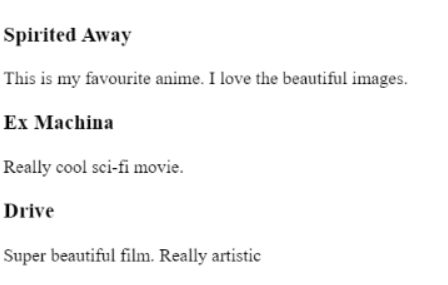 Spirited Away
This is my favourite anime. I love the beautiful images.
Ex Machina
Really cool sci-fi movie.
Drive
Super beautiful film. Really artistic